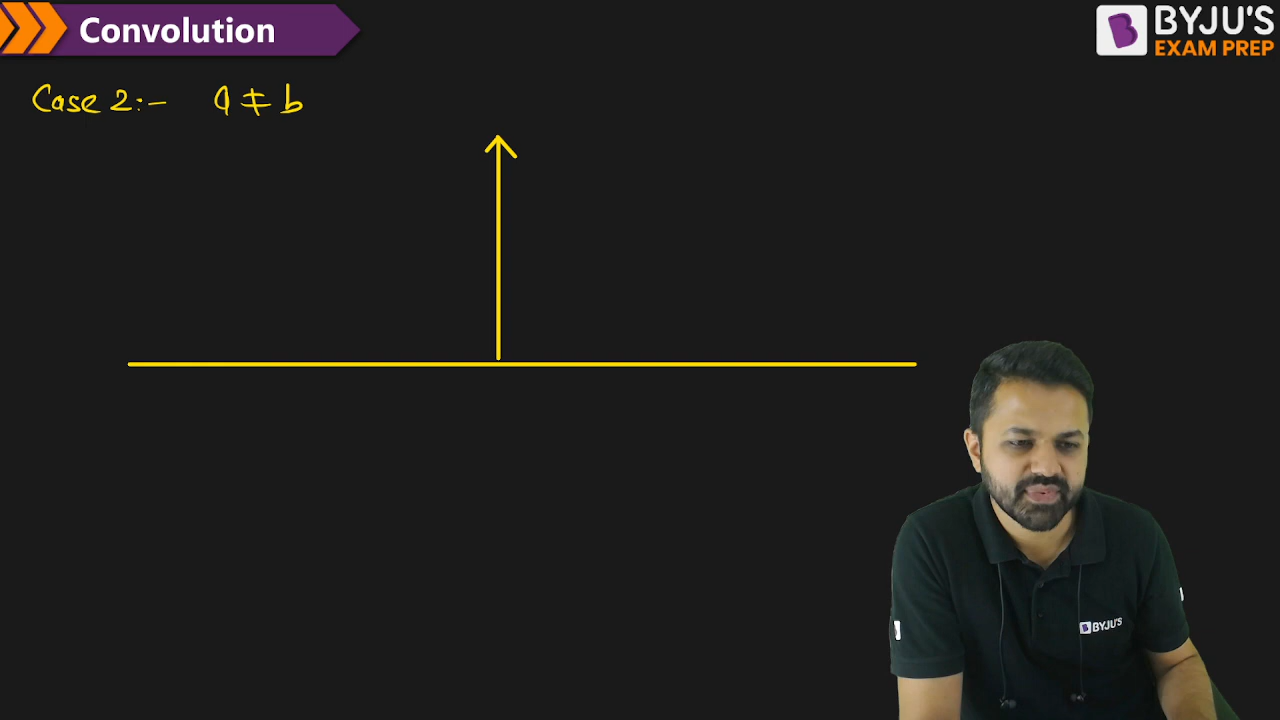 Convolution
BYJU'S
EXAM PREP
Case 2:- a ≠ b
BYJU'S